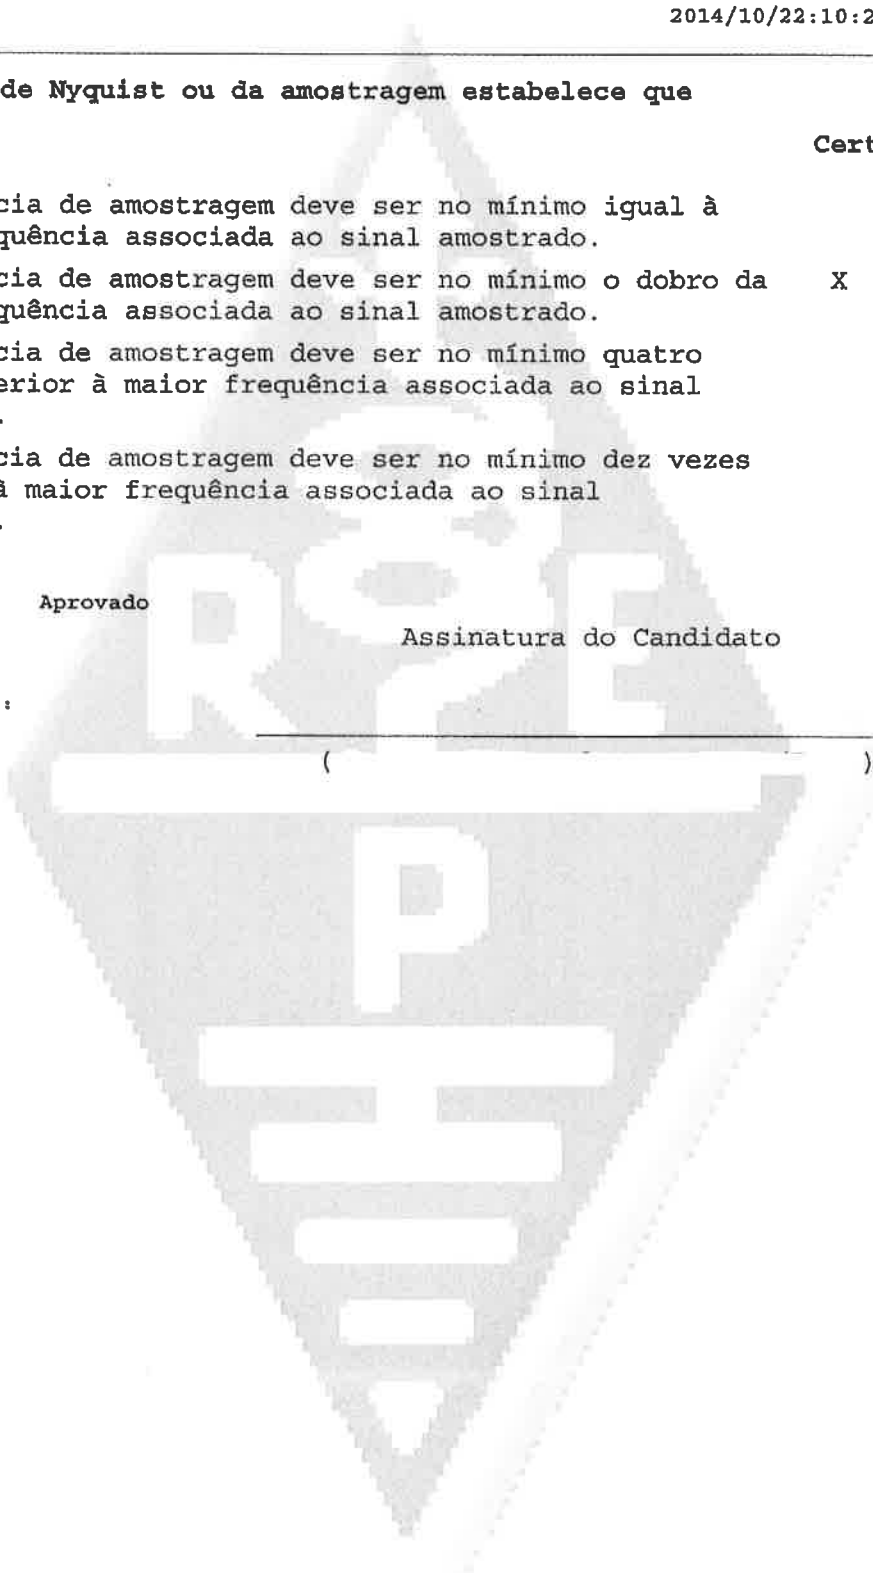 2014/10/22:10:2
de Nyquist ou da amostragem estabelece que
Cert
cia de amostragem deve ser no mínimo igual à
quência associada ao sinal amostrado.
cia de amostragem deve ser no mínimo o dobro da X
quência associada ao sinal amostrado.
cia de amostragem deve ser no mínimo quatro
erior à maior frequência associada ao sinal
.
cia de amostragem deve ser no mínimo dez vezes
à maior frequência associada ao sinal
.
Aprovado
Assinatura do Candidato
:
( )
R E
P